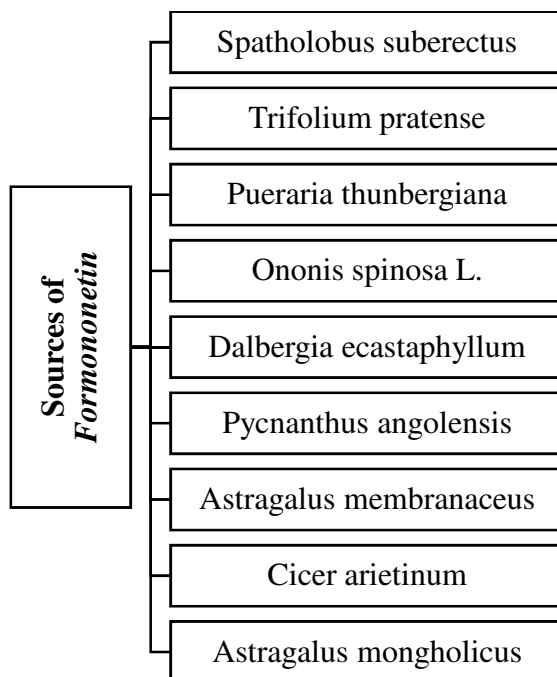 Sources of
Formononetin
Spatholobus suberectus
Trifolium pratense
Pueraria thunbergiana
Ononis spinosa L.
Dalbergia ecastaphyllum
Pycnanthus angolensis
Astragalus membranaceus
Cicer arietinum
Astragalus mongholicus